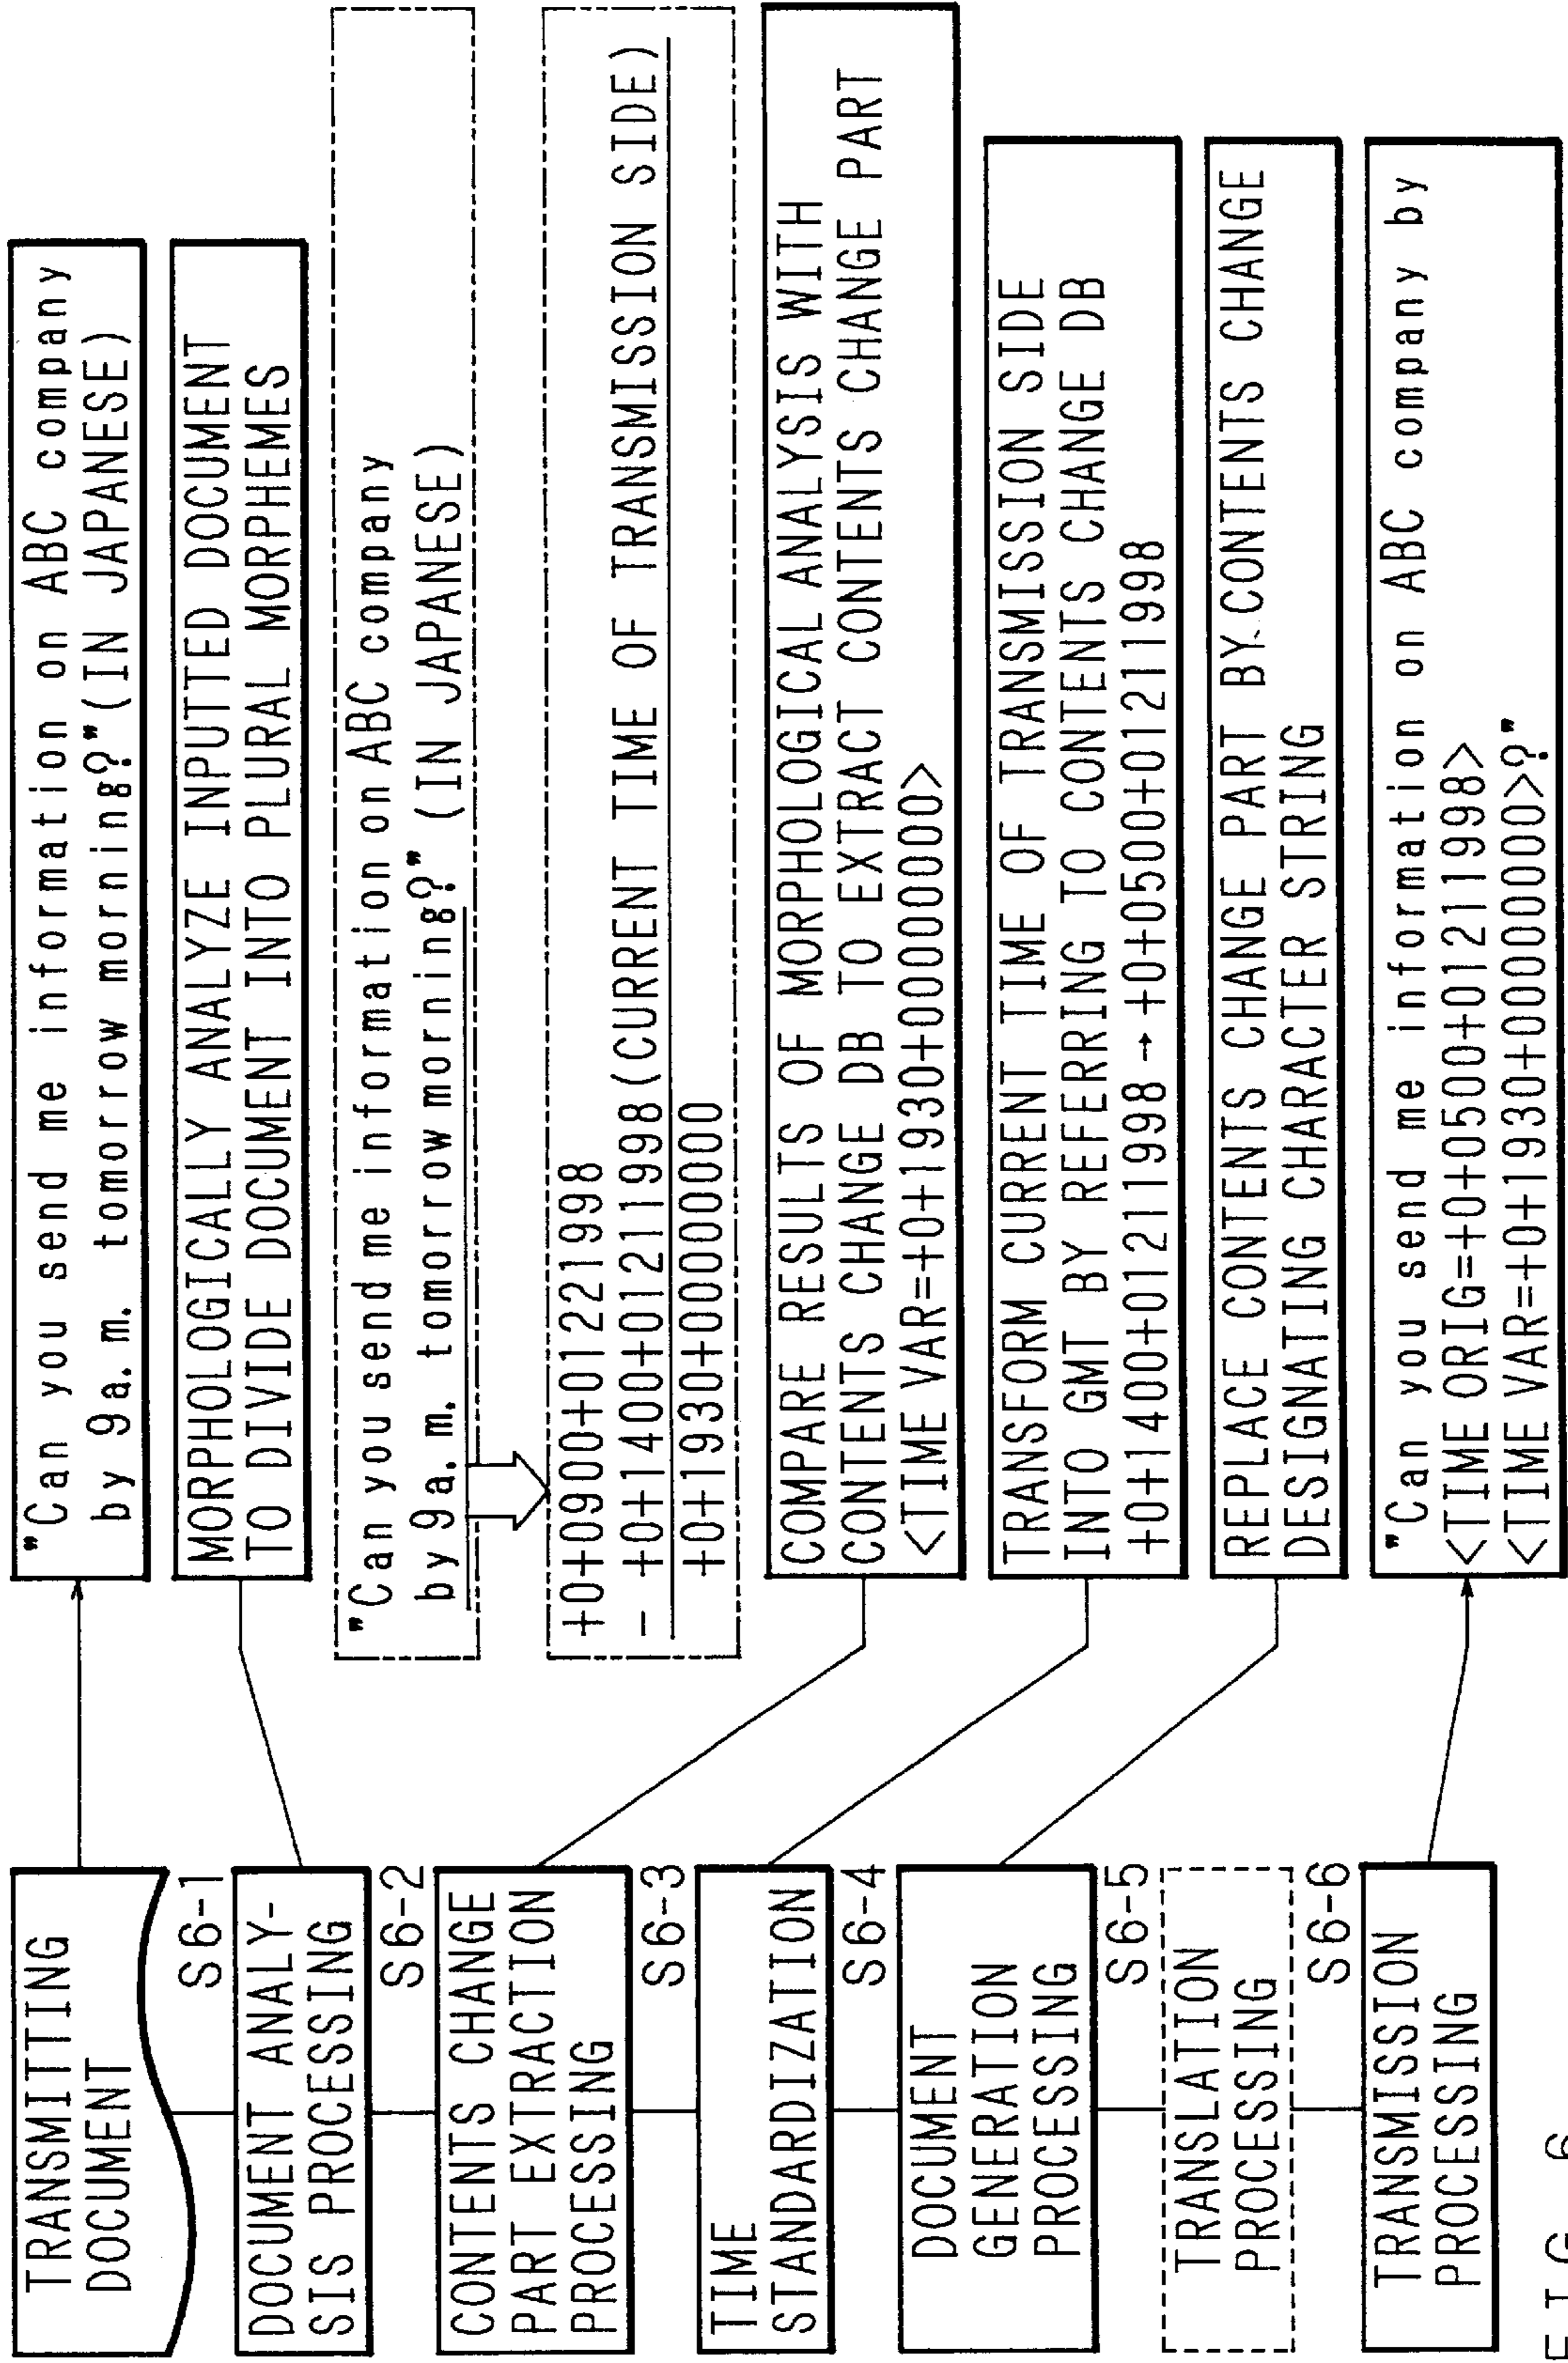 TRANSMITTING
DOCUMENT
"Can you send me information on ABC company
by 9a.m. tomorrow morning?"(IN JAPANESE)
S6-1
DOCUMENT ANALY-
SIS PROCESSING
MORPHOLOGICALLY ANALYZE INPUTTED DOCUMENT
TO DIVIDE DOCUMENT INTO PLURAL MORPHEMES
"Can you send me information on ABC company
by 9a.m. tomorrow morning?" (IN JAPANESE)
+0+0900+01221998
- +0+1400+01211998(CURRENT TIME OF TRANSMISSION SIDE)
+0+1930+00000000
S6-2
CONTENTS CHANGE
PART EXTRACTION
PROCESSING
COMPARE RESULTS OF MORPHOLOGICAL ANALYSIS WITH
CONTENTS CHANGE DB TO EXTRACT CONTENTS CHANGE PART
<TIME VAR=+0+1930+00000000>
S6-3
TIME
STANDARDIZATION
TRANSFORM CURRENT TIME OF TRANSMISSION SIDE
INTO GMT BY REFERRING TO CONTENTS CHANGE DB
+0+1400+01211998→+0+0500+01211998
S6-4
DOCUMENT
GENERATION
PROCESSING
REPLACE CONTENTS CHANGE PART BY CONTENTS CHANGE
DESIGNATING CHARACTER STRING
S6-5
TRANSLATION
PROCESSING
S6-6
TRANSMISSION
PROCESSING
"Can you send me information on ABC company by
<TIME ORIG=+0+0500+01211998>
<TIME VAR=+0+1930+00000000>?"
FIG. 6